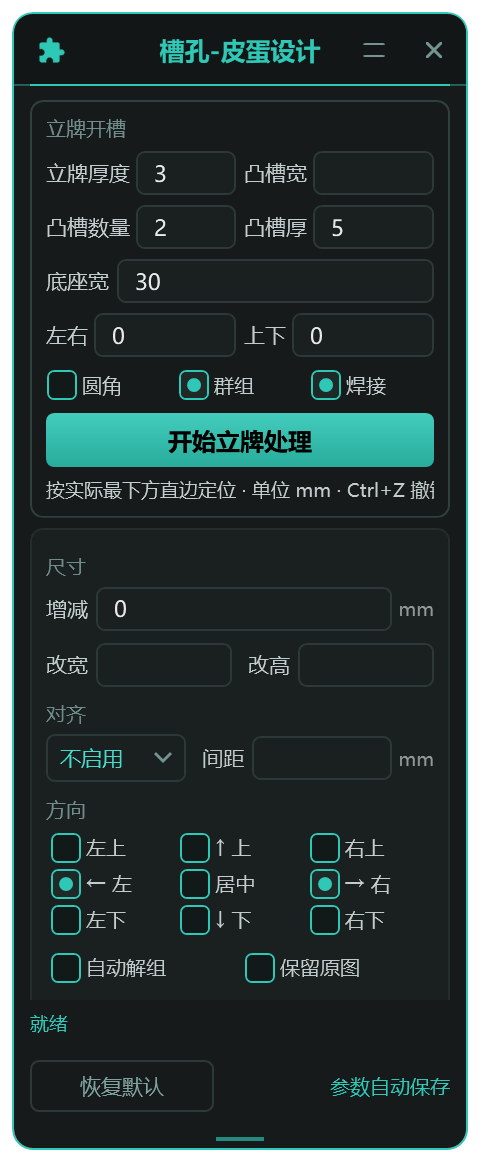 槽孔-皮蛋设计
立牌开槽
立牌厚度 3 凸槽宽
凸槽数量 2 凸槽厚 5
底座宽 30
左右 0 上下 0
圆角 群组 焊接
开始立牌处理
按实际最下方直边定位 · 单位 mm · Ctrl+Z 撤
尺寸
增减 0 mm
改宽 改高
对齐
不启用 间距 mm
方向
左上 ↑ 上 右上
← 左 居中 → 右
左下 ↓ 下 右下
自动解组 保留原图
就绪
恢复默认 参数自动保存